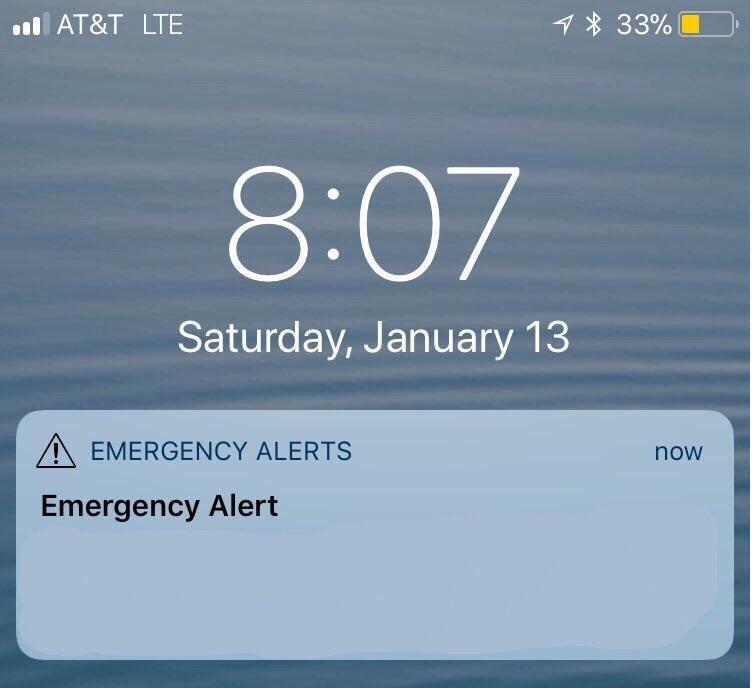 AT&T LTE 33%
8:07
Saturday, January 13
EMERGENCY ALERTS now
Emergency Alert